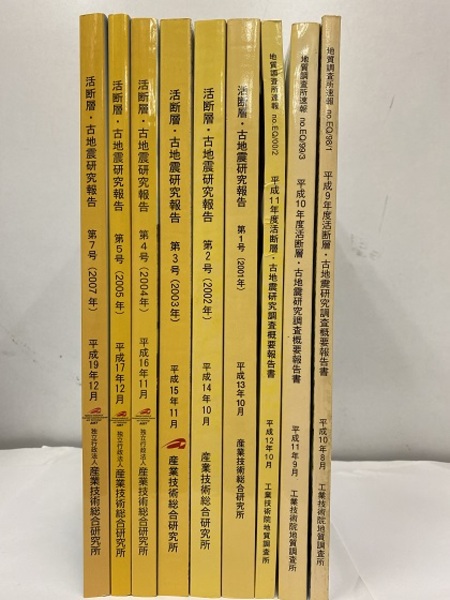 活断層・古地震研究報告 第7号 (2007年) 平成19年12月 独立行政法人 産業技術総合研究所
活断層・古地震研究報告 第5号 (2005年) 平成17年12月 独立行政法人 産業技術総合研究所
活断層・古地震研究報告 第4号 (2004年) 平成16年11月 独立行政法人 産業技術総合研究所
活断層・古地震研究報告 第3号 (2003年) 平成15年11月 産業技術総合研究所
活断層・古地震研究報告 第2号 (2002年) 平成14年10月 産業技術総合研究所
活断層・古地震研究報告 第1号 (2001年) 平成13年10月 産業技術総合研究所
地質調査所速報 no.EQ/00/2 平成11年度活断層・古地震研究調査概要報告書 平成12年10月 工業技術院地質調査所
地質調査所速報 no.EQ/99/3 平成10年度活断層・古地震研究調査概要報告書 平成11年9月 工業技術院地質調査所
地質調査所速報 no.EQ/98/1 平成9年度活断層・古地震研究調査概要報告書 平成10年8月 工業技術院地質調査所